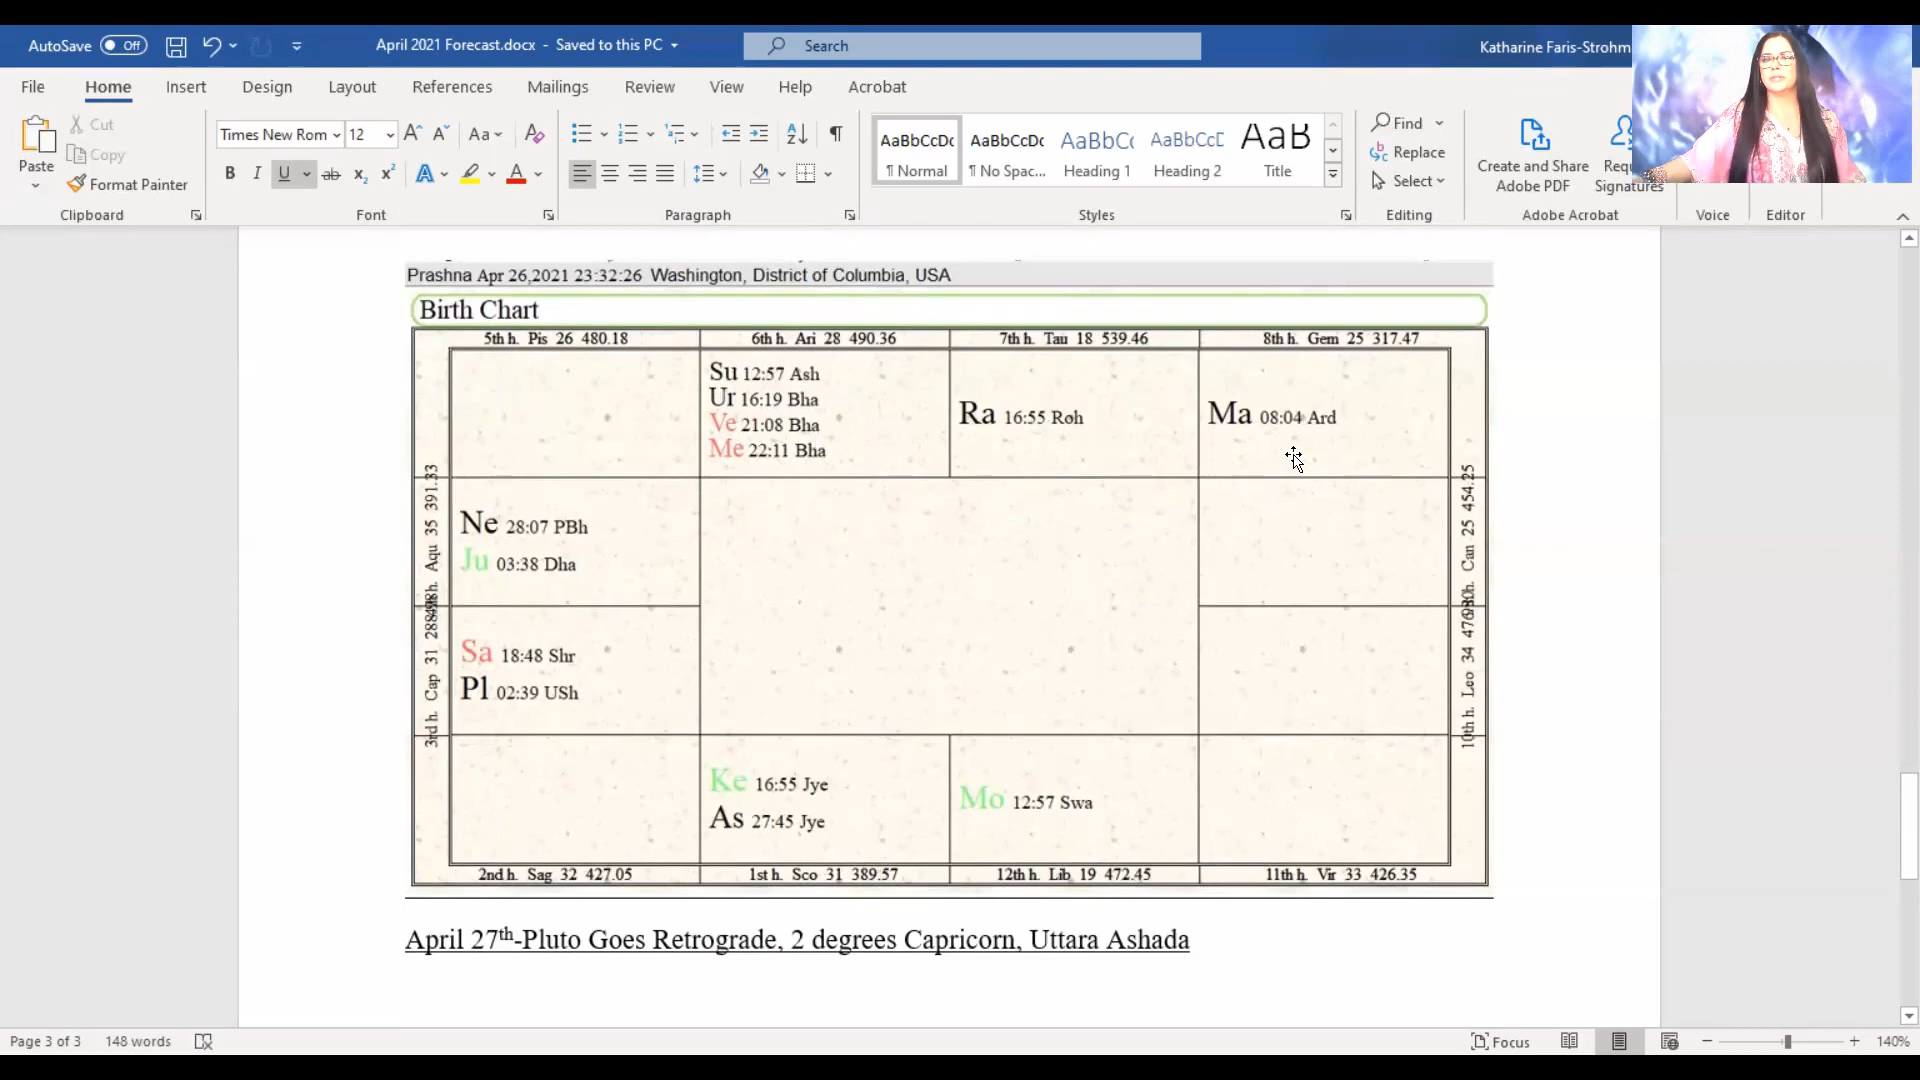 AutoSave Off April 2021 Forecast.docx - Saved to this PC Search Katharine Faris-Strohm
File Home Insert Design Layout References Mailings Review View Help Acrobat
Paste
Cut
Copy
Format Painter
Clipboard
Times New Rom 12
Font
Paragraph
AaBbCcDc AaBbCcDc AaBbCc AaBbCcD AaB
¶ Normal ¶ No Spac... Heading 1 Heading 2 Title
Styles
Find
Replace
Select
Editing
Create and Share
Adobe PDF
Signatures
Adobe Acrobat
Voice
Editor
Prashna Apr 26,2021 23:32:26 Washington, District of Columbia, USA
Birth Chart
5th h. Pis 26 480.18
6th h. Ari 28 490.36
7th h. Tau 18 539.46
8th h. Gem 25 317.47
Su 12:57 Ash
Ur 16:19 Bha
Ve 21:08 Bha
Me 22:11 Bha
Ra 16:55 Roh
Ma 08:04 Ard
Aqu 35 391.33
Ne 28:07 PBh
Ju 03:38 Dha
Can 25 454.25
3rd h. Cap 31
Sa 18:48 Shr
Pl 02:39 USh
10th h. Leo 34
Ke 16:55 Jye
As 27:45 Jye
Mo 12:57 Swa
2nd h. Sag 32 427.05
1st h. Sco 31 389.57
12th h. Lib 19 472.45
11th h. Vir 33 426.35
April 27th-Pluto Goes Retrograde, 2 degrees Capricorn, Uttara Ashada
Page 3 of 3 148 words Focus 140%